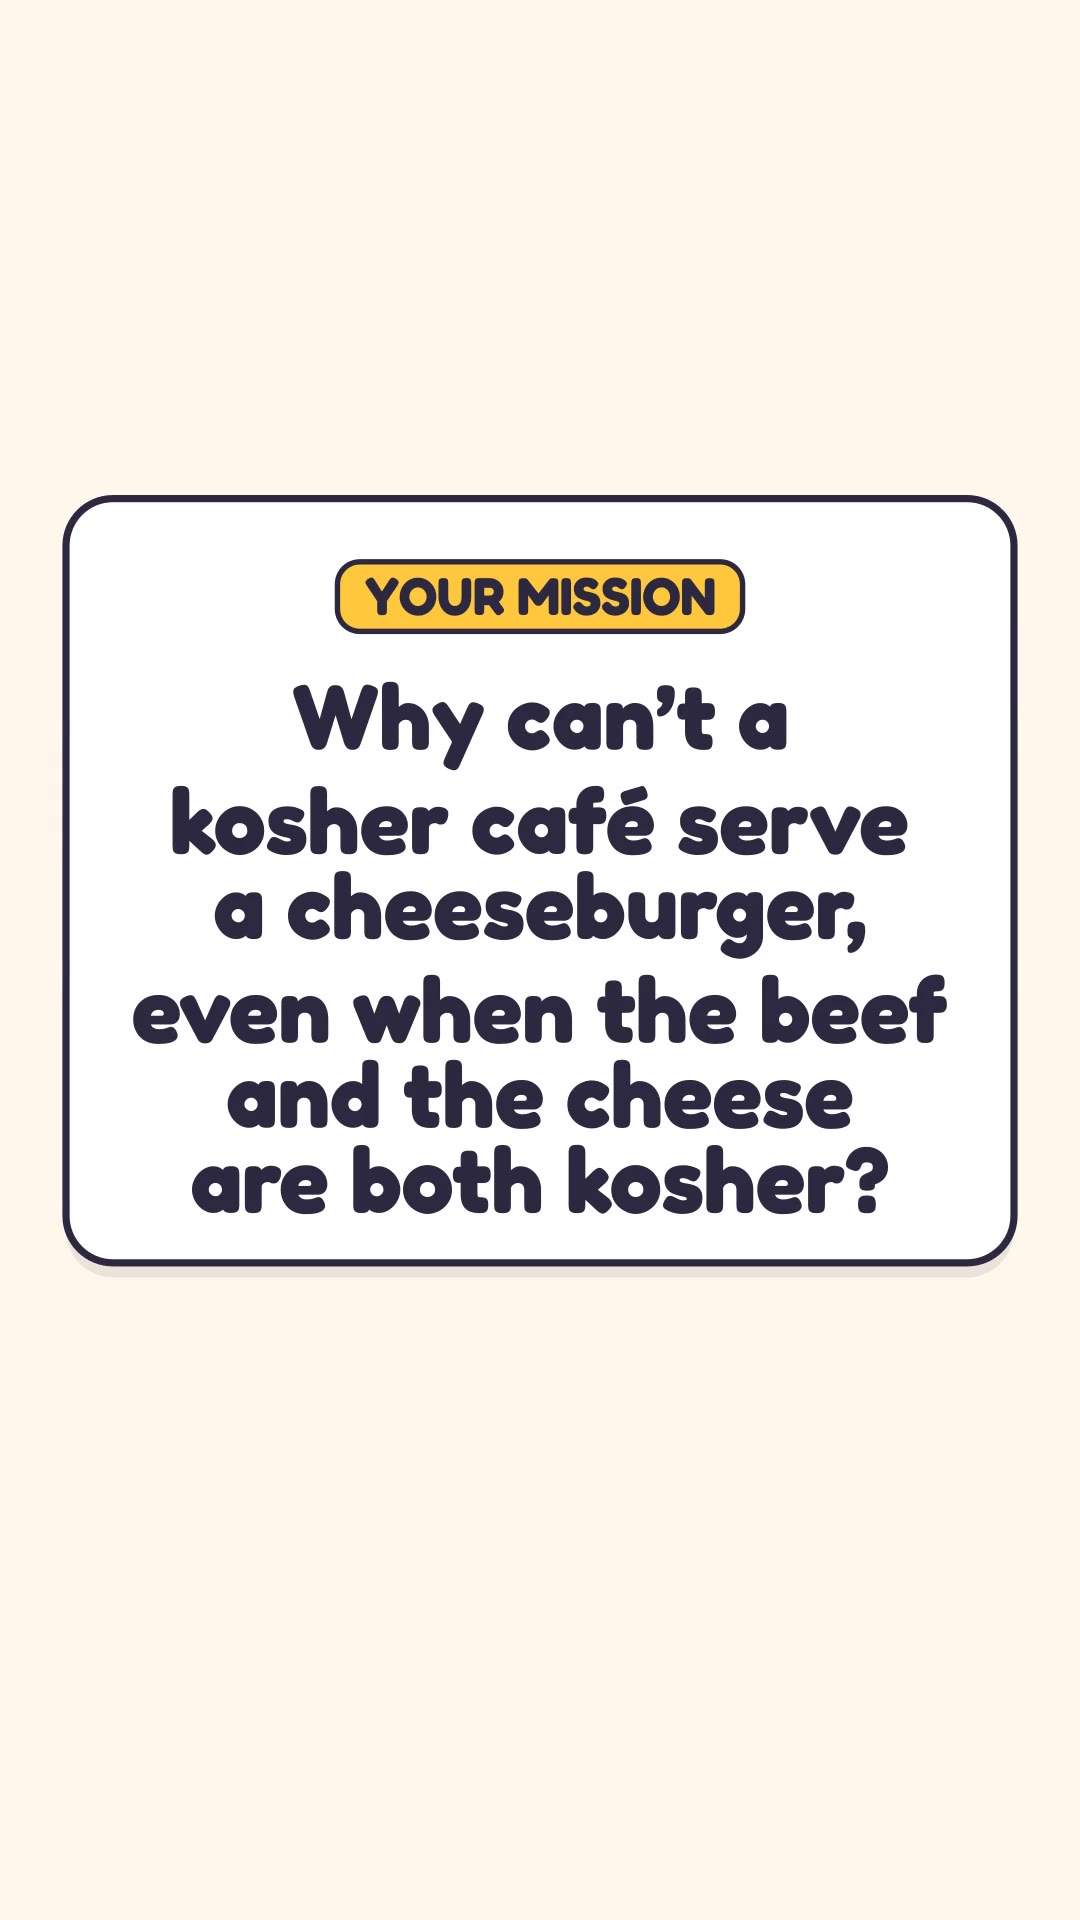 YOUR MISSION
Why can’t a
kosher café serve
a cheeseburger,
even when the beef
and the cheese
are both kosher?